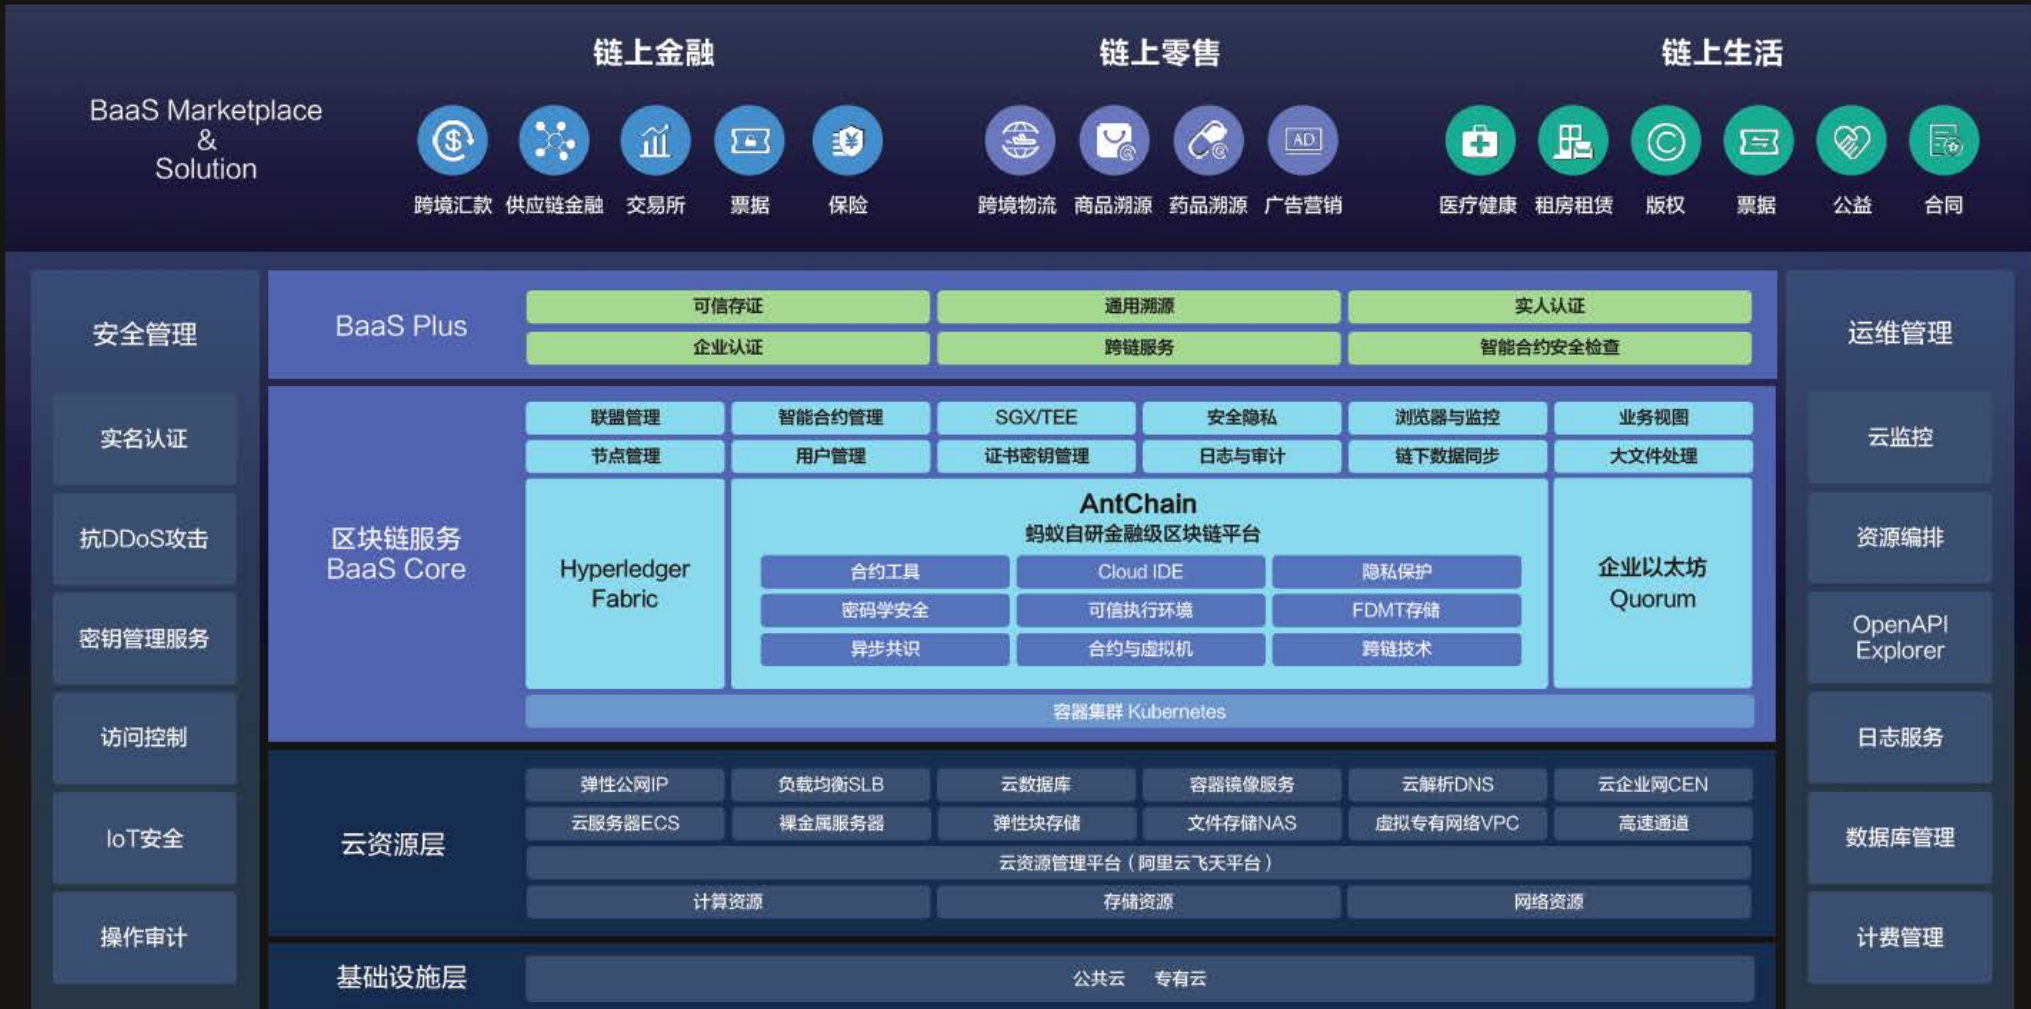 链上金融
链上零售
链上生活
BaaS Marketplace
&
Solution
跨境汇款 供应链金融 交易所 票据 保险
跨境物流 商品溯源 药品溯源 广告营销
AD
医疗健康 租房租赁 版权 票据 公益 合同
安全管理
实名认证
抗DDoS攻击
密钥管理服务
访问控制
IoT安全
操作审计
BaaS Plus
可信存证 通用溯源 实人认证
企业认证 跨链服务 智能合约安全检查
区块链服务
BaaS Core
联盟管理 智能合约管理 SGX/TEE 安全隐私 浏览器与监控 业务视图
节点管理 用户管理 证书密钥管理 日志与审计 链下数据同步 大文件处理
Hyperledger
Fabric
AntChain
蚂蚁自研金融级区块链平台
合约工具 Cloud IDE 隐私保护
密码学安全 可信执行环境 FDMT存储
异步共识 合约与虚拟机 跨链技术
企业以太坊
Quorum
容器集群 Kubernetes
云资源层
弹性公网IP 负载均衡SLB 云数据库 容器镜像服务 云解析DNS 云企业网CEN
云服务器ECS 裸金属服务器 弹性块存储 文件存储NAS 虚拟专有网络VPC 高速通道
云资源管理平台（阿里云飞天平台）
计算资源 存储资源 网络资源
基础设施层
公共云 专有云
运维管理
云监控
资源编排
OpenAPI
Explorer
日志服务
数据库管理
计费管理